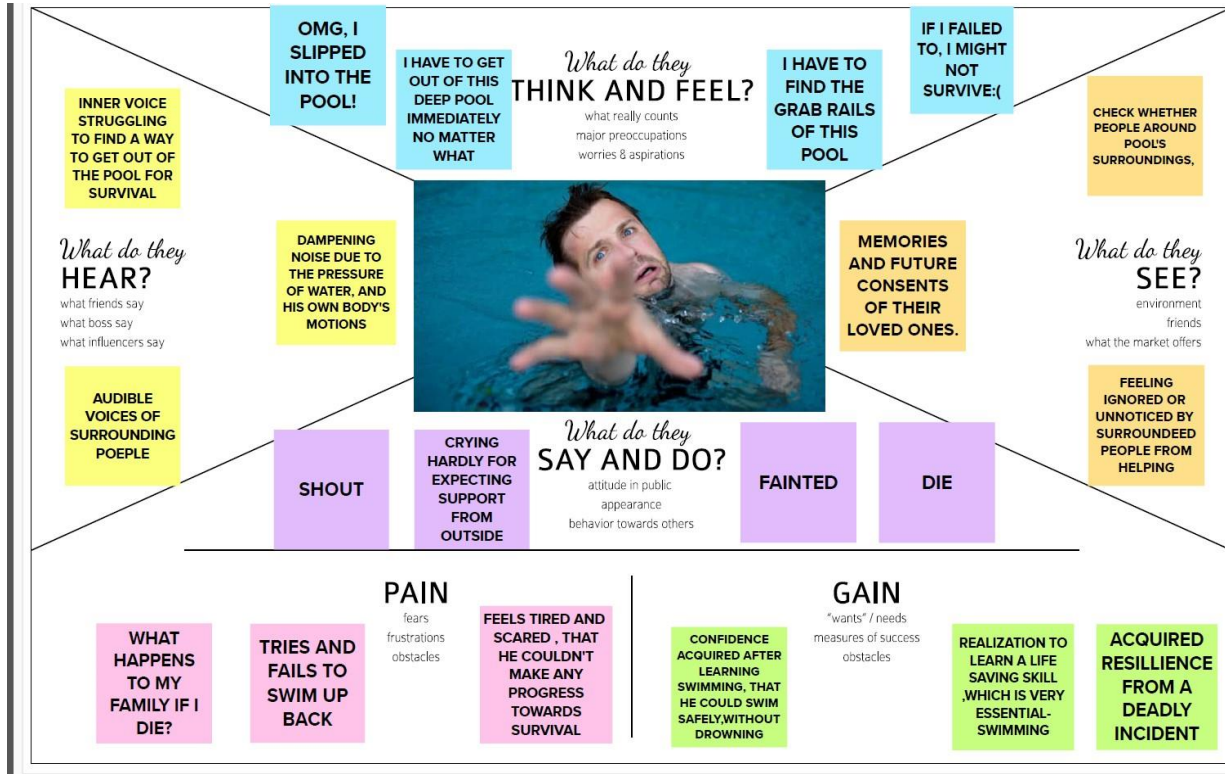 OMG, I
SLIPPED
INTO THE
POOL!
I HAVE TO GET
OUT OF THIS
DEEP POOL
IMMEDIATELY
NO MATTER
WHAT
What do they
THINK AND FEEL?
what really counts
major preoccupations
worries & aspirations
I HAVE TO
FIND THE
GRAB RAILS
OF THIS
POOL
IF I FAILED
TO, I MIGHT
NOT
SURVIVE:(
INNER VOICE
STRUGGLING
TO FIND A WAY
TO GET OUT OF
THE POOL FOR
SURVIVAL
What do they
HEAR?
what friends say
what boss say
what influencers say
DAMPENING
NOISE DUE TO
THE PRESSURE
OF WATER, AND
HIS OWN BODY'S
MOTIONS
AUDIBLE
VOICES OF
SURROUNDING
POEPLE
CHECK WHETHER
PEOPLE AROUND
POOL'S
SURROUNDINGS,
MEMORIES
AND FUTURE
CONSENTS
OF THEIR
LOVED ONES.
What do they
SEE?
environment
friends
what the market offers
FEELING
IGNORED OR
UNNOTICED BY
SURROUNDEED
PEOPLE FROM
HELPING
SHOUT
CRYING
HARDLY FOR
EXPECTING
SUPPORT
FROM
OUTSIDE
What do they
SAY AND DO?
attitude in public
appearance
behavior towards others
FAINTED
DIE
PAIN
fears
frustrations
obstacles
WHAT
HAPPENS
TO MY
FAMILY IF I
DIE?
TRIES AND
FAILS TO
SWIM UP
BACK
FEELS TIRED AND
SCARED , THAT
HE COULDN'T
MAKE ANY
PROGRESS
TOWARDS
SURVIVAL
GAIN
"wants" / needs
measures of success
obstacles
CONFIDENCE
ACQUIRED AFTER
LEARNING
SWIMMING, THAT
HE COULD SWIM
SAFELY,WITHOUT
DROWNING
REALIZATION TO
LEARN A LIFE
SAVING SKILL
,WHICH IS VERY
ESSENTIAL-
SWIMMING
ACQUIRED
RESILLIENCE
FROM A
DEADLY
INCIDENT